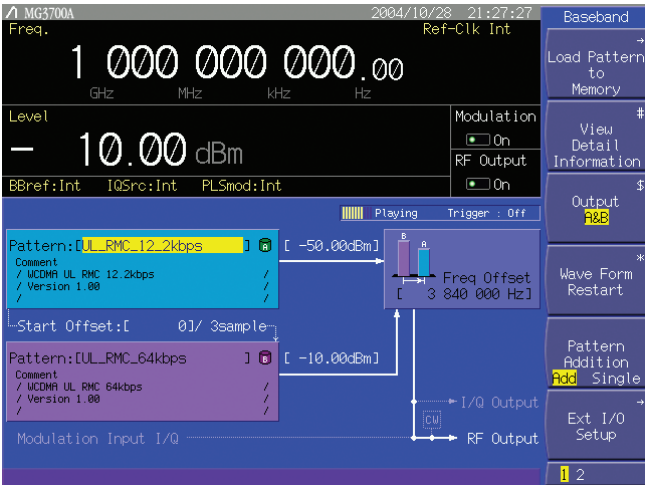 MG3700A 2004/10/28 21:27:27
Freq. Ref-Clk Int
1 000 000 000.00
GHz MHz kHz Hz
Level
− 10.00 dBm
Modulation
On
RF Output
On
BBref:Int IQSrc:Int PLSmod:Int
Playing Trigger : Off
Pattern:[UL_RMC_12_2kbps ] A [ -50.00dBm]
Comment
/ WCDMA UL RMC 12.2kbps /
/ Version 1.00 /
/ /
B A
Freq Offset
[ 3 840 000 Hz]
Start Offset:[ 0]/ 3sample
Pattern:[UL_RMC_64kbps ] B [ -10.00dBm]
Comment
/ WCDMA UL RMC 64kbps /
/ Version 1.00 /
/ /
I/Q Output
CW
Modulation Input I/Q
RF Output
Baseband
→
Load Pattern
to
Memory
#
View
Detail
Information
$
Output
A&B
*
Wave Form
Restart
Pattern
Addition
Add Single
→
Ext I/O
Setup
1 2